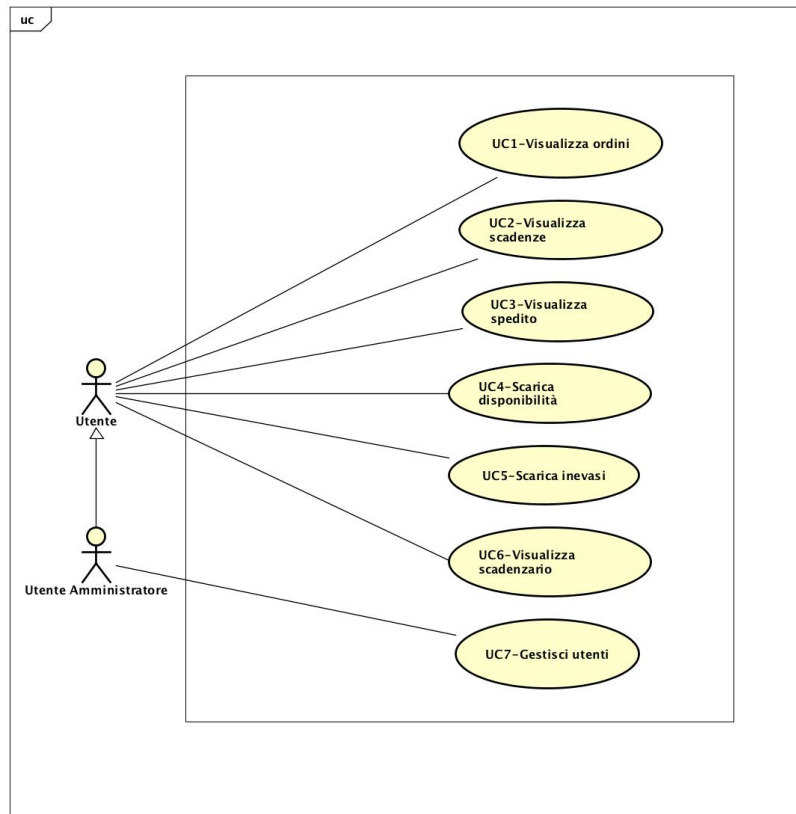 uc
UC1-Visualizza ordini
UC2-Visualizza
scadenze
UC3-Visualizza
spedito
UC4-Scarica
disponibilità
Utente
UC5-Scarica inevasi
UC6-Visualizza
scadenzario
Utente Amministratore
UC7-Gestisci utenti